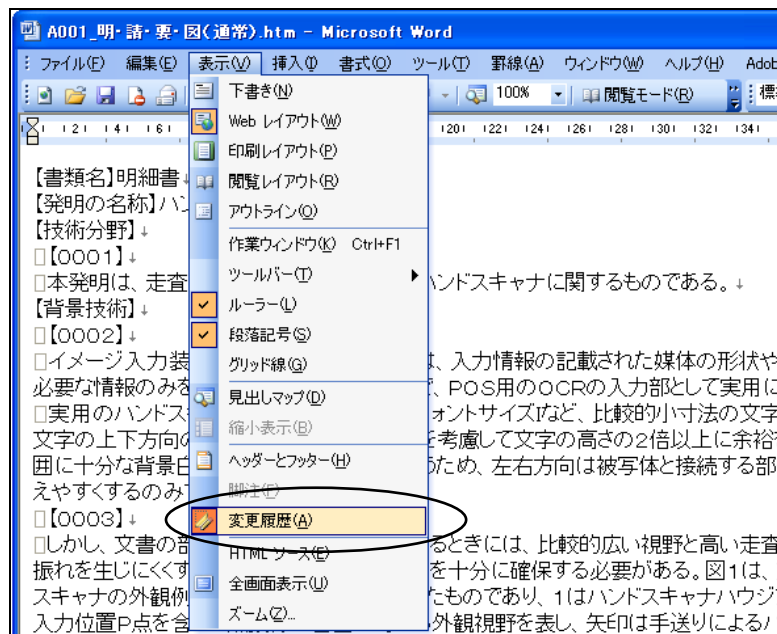 A001_明・請・要・図(通常).htm - Microsoft Word
ファイル(F) 編集(E) 表示(V) 挿入(I) 書式(O) ツール(T) 罫線(A) ウィンドウ(W) ヘルプ(H) Adob
100% 閲覧モード(R) 標
下書き(N)
Web レイアウト(W)
印刷レイアウト(P)
閲覧レイアウト(R)
アウトライン(O)
作業ウィンドウ(K) Ctrl+F1
ツールバー(T)
ルーラー(L)
段落記号(S)
グリッド線(G)
見出しマップ(D)
縮小表示(B)
ヘッダーとフッター(H)
脚注(F)
変更履歴(A)
HTML ソース(E)
全画面表示(U)
ズーム(Z)...
2 4 6 20 22 24 26 28 30 32 34
【書類名】明細書↓
【発明の名称】ハン
【技術分野】↓
□【0001】↓
□本発明は、走査 ハンドスキャナに関するものである。↓
【背景技術】↓
□【0002】↓
□イメージ入力装 は、入力情報の記載された媒体の形状や
必要な情報のみを で、POS用のOCRの入力部として実用に
□実用のハンドス ォントサイズIなど、比較的小寸法の文字
文字の上下方向の を考慮して文字の高さの2倍以上に余裕
囲に十分な背景白 のため、左右方向は被写体と接続する部
えやすくするのみ
□【0003】↓
□しかし、文書の部 るときには、比較的広い視野と高い走査
振れを生じにくくす を十分に確保する必要がある。図1は、
スキャナの外観例 たものであり、1はハンドスキャナハウジ
入力位置P点を含 外観視野を表し、矢印は手送りによる